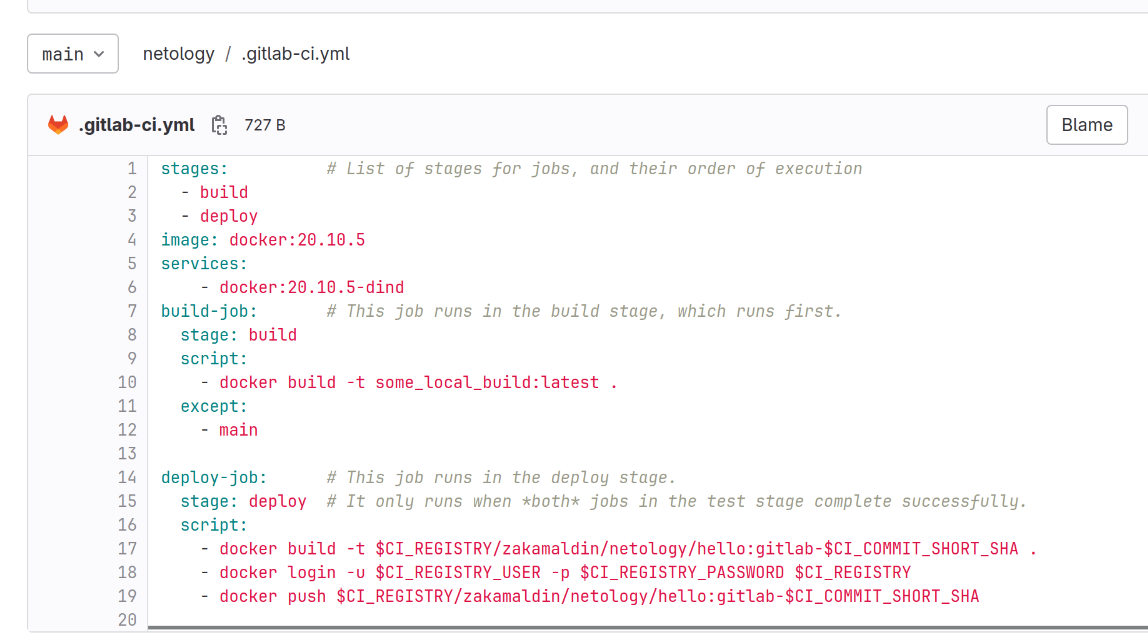 main
netology / .gitlab-ci.yml
.gitlab-ci.yml 727 B Blame
1 stages: # List of stages for jobs, and their order of execution
2 - build
3 - deploy
4 image: docker:20.10.5
5 services:
6 - docker:20.10.5-dind
7 build-job: # This job runs in the build stage, which runs first.
8 stage: build
9 script:
10 - docker build -t some_local_build:latest .
11 except:
12 - main
13
14 deploy-job: # This job runs in the deploy stage.
15 stage: deploy # It only runs when *both* jobs in the test stage complete successfully.
16 script:
17 - docker build -t $CI_REGISTRY/zakamaldin/netology/hello:gitlab-$CI_COMMIT_SHORT_SHA .
18 - docker login -u $CI_REGISTRY_USER -p $CI_REGISTRY_PASSWORD $CI_REGISTRY
19 - docker push $CI_REGISTRY/zakamaldin/netology/hello:gitlab-$CI_COMMIT_SHORT_SHA
20